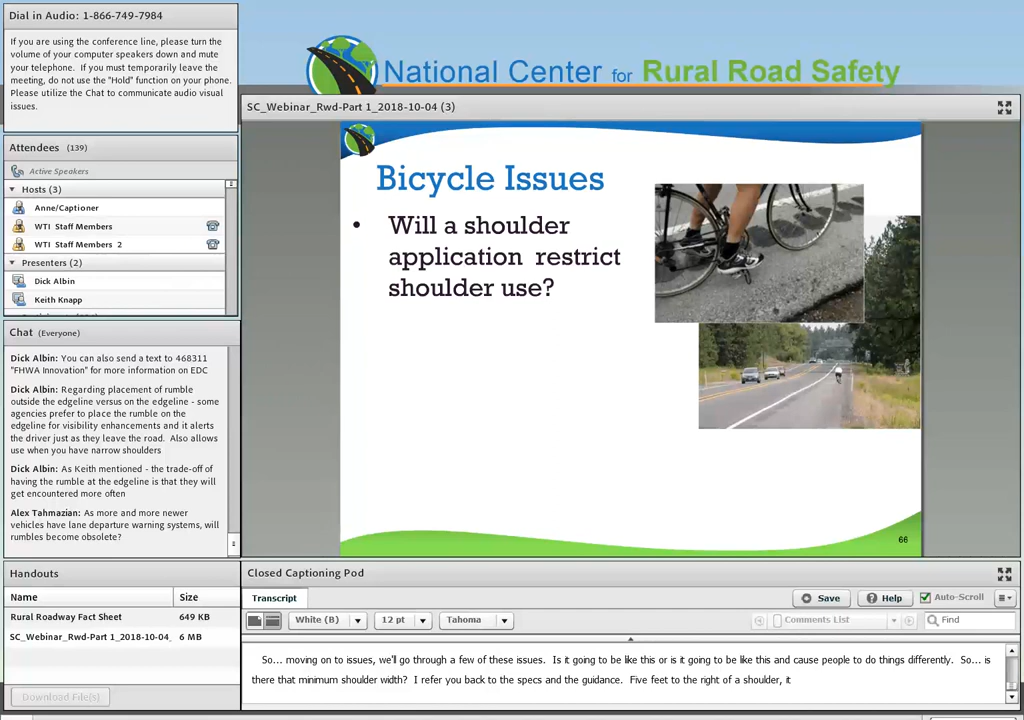 Dial in Audio: 1-866-749-7984
If you are using the conference line, please turn the
volume of your computer speakers down and mute
your telephone. If you must temporarily leave the
meeting, do not use the "Hold" function on your phone.
Please utilize the Chat to communicate audio visual
issues.
National Center for Rural Road Safety
SC_Webinar_Rwd-Part 1_2018-10-04 (3)
Attendees (139)
Active Speakers
Hosts (3)
Anne/Captioner
WTI Staff Members
WTI Staff Members 2
Presenters (2)
Dick Albin
Keith Knapp
Bicycle Issues
• Will a shoulder
application restrict
shoulder use?
66
Chat (Everyone)
Dick Albin: You can also send a text to 468311
"FHWA Innovation" for more information on EDC
Dick Albin: Regarding placement of rumble
outside the edgeline versus on the edgeline - some
agencies prefer to place the rumble on the
edgeline for visibility enhancements and it alerts
the driver just as they leave the road. Also allows
use when you have narrow shoulders
Dick Albin: As Keith mentioned - the trade-off of
having the rumble at the edgeline is that they will
get encountered more often
Alex Tahmazian: As more and more newer
vehicles have lane departure warning systems, will
rumbles become obsolete?
Handouts
Name Size
Rural Roadway Fact Sheet 649 KB
SC_Webinar_Rwd-Part 1_2018-10-04_ 6 MB
Download File(s)
Closed Captioning Pod
Transcript Save Help Auto-Scroll
White (B) 12 pt Tahoma Comments List Find
So... moving on to issues, we'll go through a few of these issues. Is it going to be like this or is it going to be like this and cause people to do things differently. So... is
there that minimum shoulder width? I refer you back to the specs and the guidance. Five feet to the right of a shoulder, it